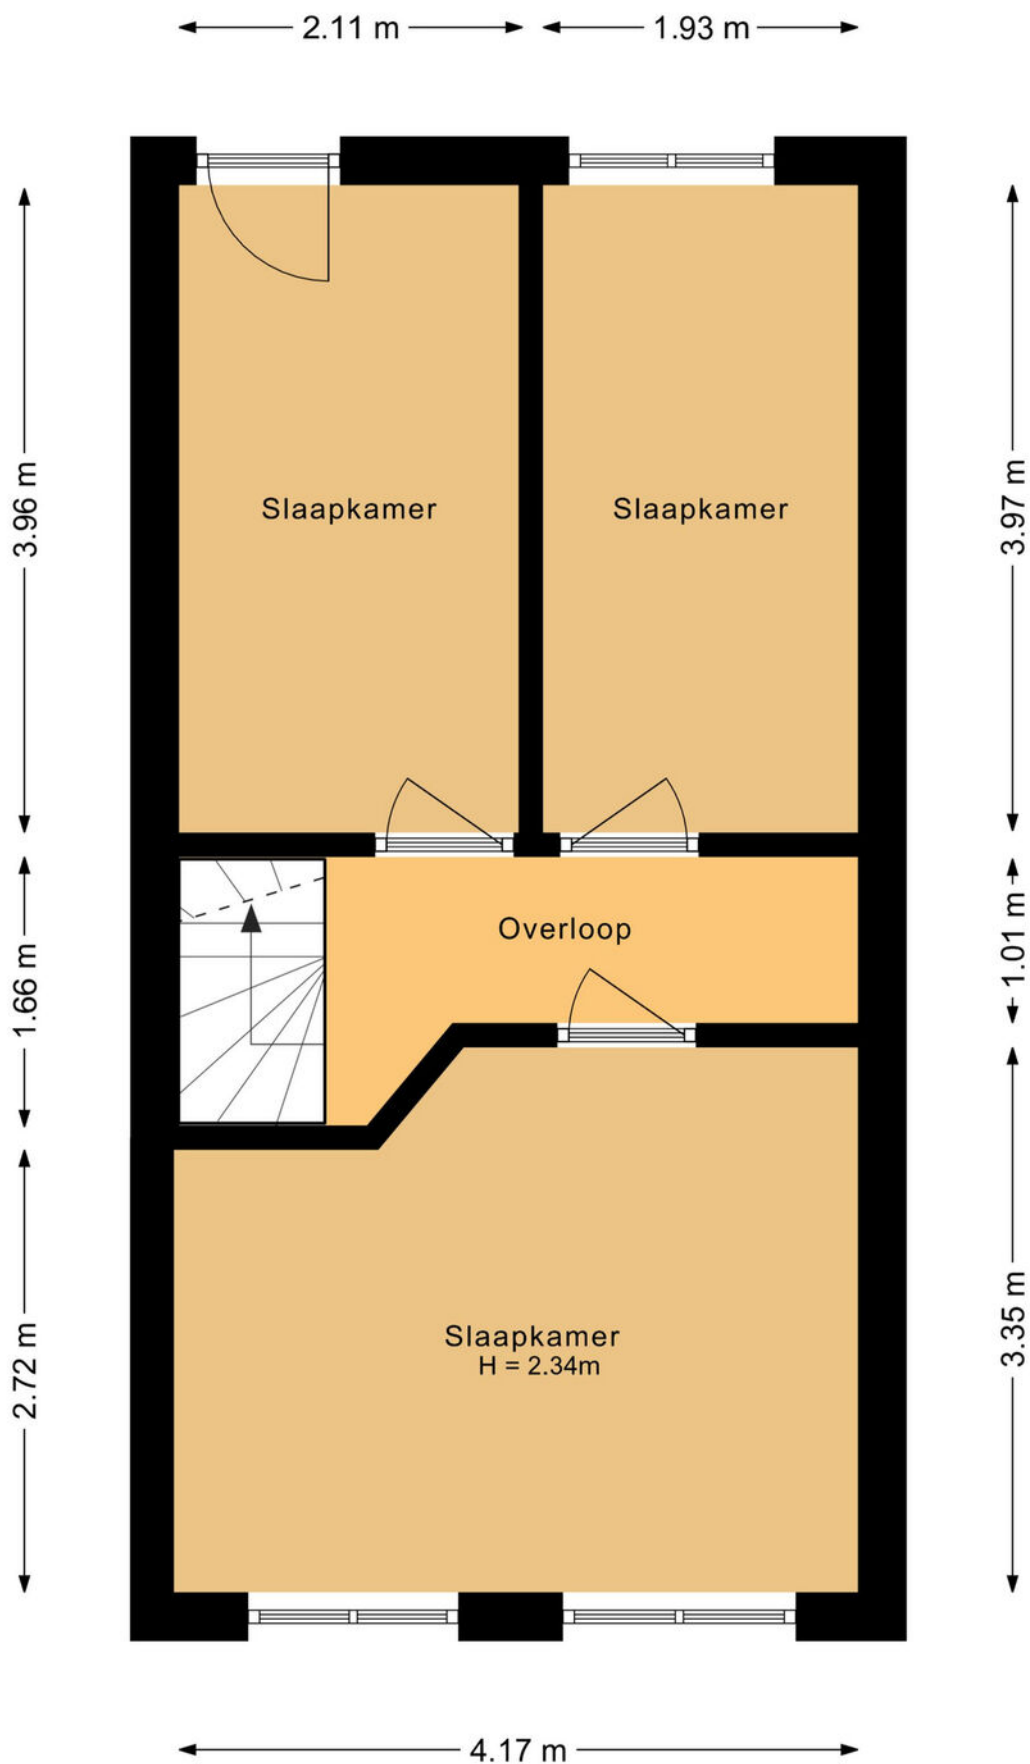 2.11 m
1.93 m
3.96 m
3.97 m
Slaapkamer
Slaapkamer
1.66 m
Overloop
1.01 m
2.72 m
Slaapkamer
H = 2.34m
3.35 m
4.17 m